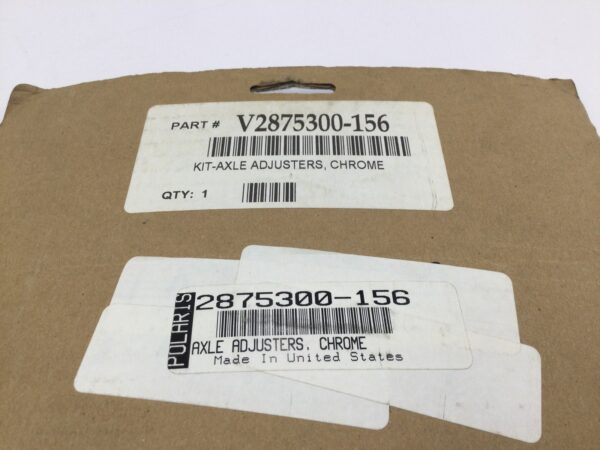 PART # V2875300-156
KIT-AXLE ADJUSTERS, CHROME
QTY: 1
POLARIS
2875300-156
AXLE ADJUSTERS, CHROME
Made In United States